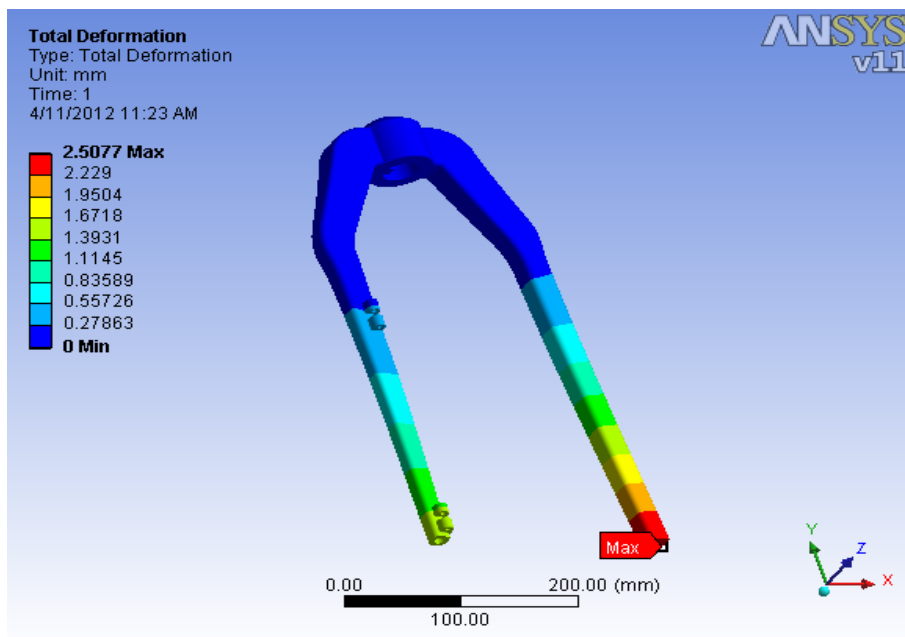 Total Deformation
Type: Total Deformation
Unit: mm
Time: 1
4/11/2012 11:23 AM
ANSYS
v11
2.5077 Max
2.229
1.9504
1.6718
1.3931
1.1145
0.83589
0.55726
0.27863
0 Min
Max
0.00 200.00 (mm)
100.00
Y
Z
X